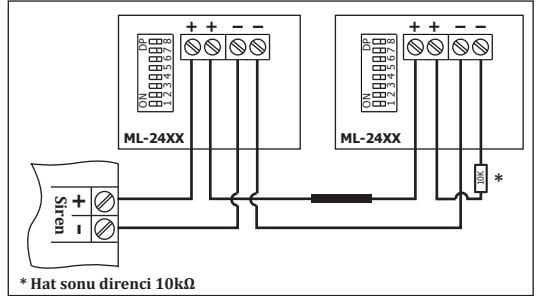 + + − −
+ + − −
DP
ON
1 2 3 4 5 6 7 8
DP
ON
1 2 3 4 5 6 7 8
ML-24XX
ML-24XX
10K
*
Siren
+
-
* Hat sonu direnci 10kΩ